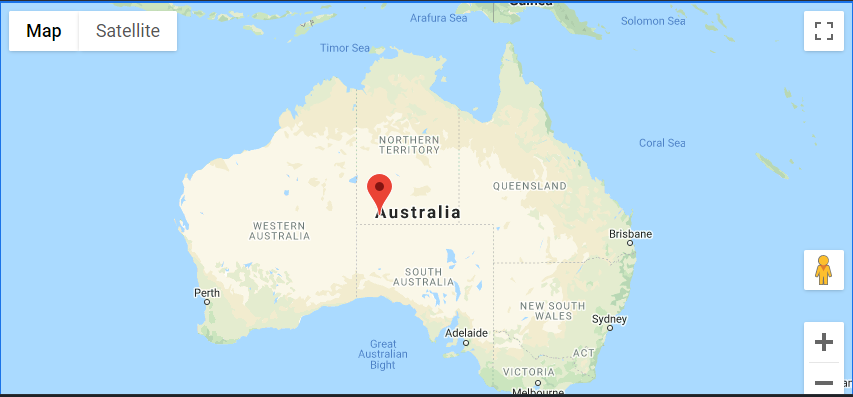 Guinea
Map
Satellite
Arafura Sea
Solomon Sea
Timor Sea
NORTHERN
TERRITORY
Coral Sea
QUEENSLAND
Australia
WESTERN
AUSTRALIA
Brisbane
SOUTH
AUSTRALIA
Perth
NEW SOUTH
WALES
Sydney
Adelaide
Great
Australian
Bight
ACT
VICTORIA
Melbourne